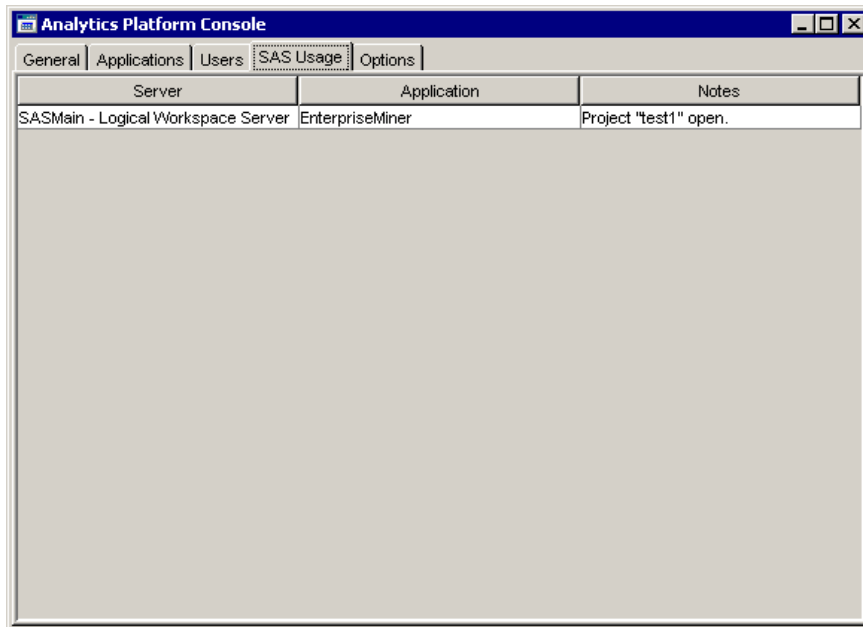 Analytics Platform Console
General Applications Users SAS Usage Options
Server Application Notes
SASMain - Logical Workspace Server EnterpriseMiner Project "test1" open.